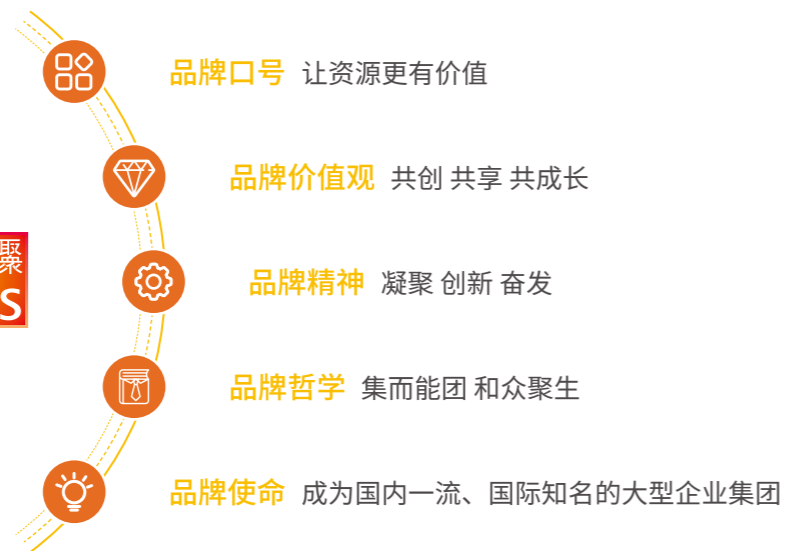 品牌口号 让资源更有价值
品牌价值观 共创 共享 共成长
聚
S
品牌精神 凝聚 创新 奋发
品牌哲学 集而能团 和众聚生
品牌使命 成为国内一流、国际知名的大型企业集团